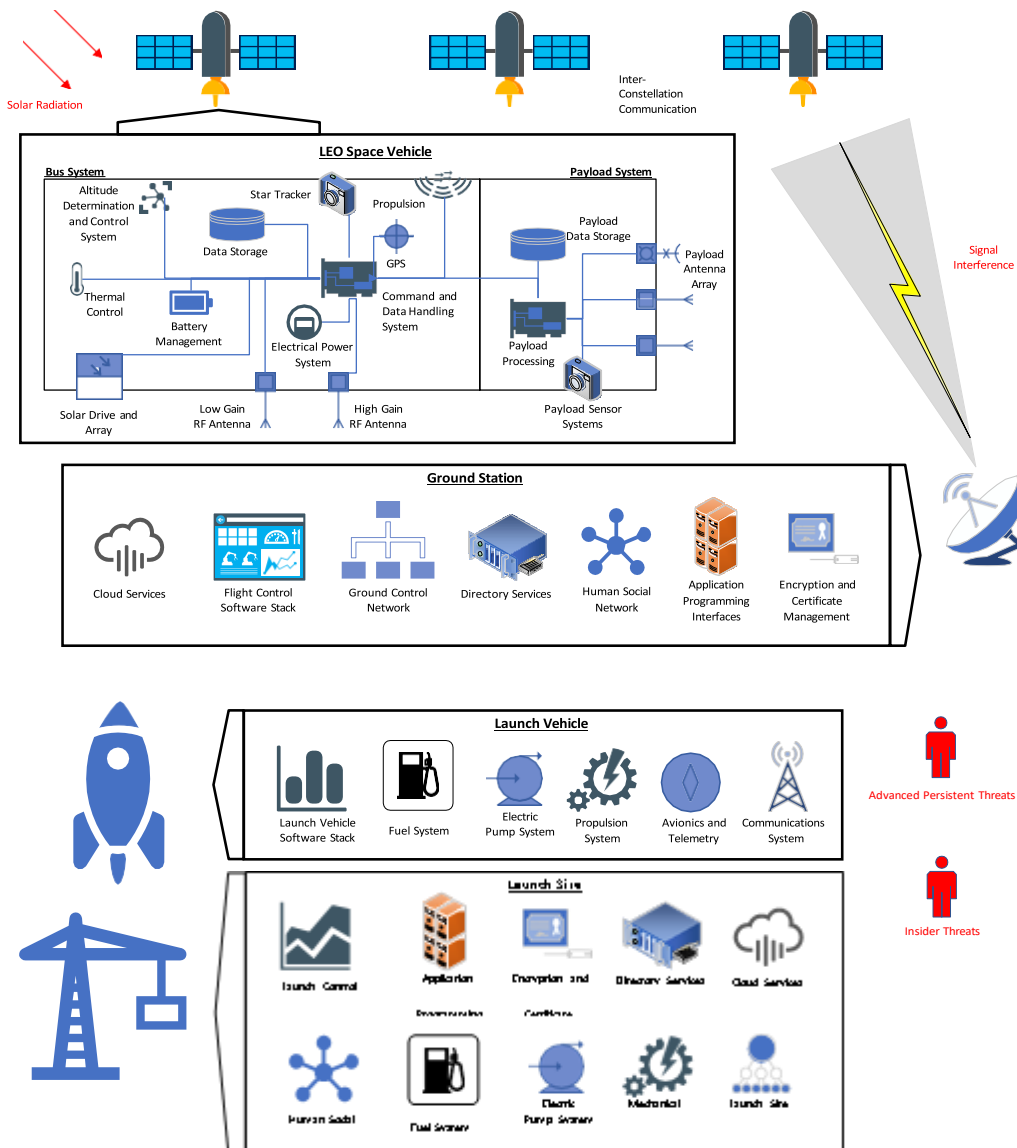 Solar Radiation
Inter-
Constellation
Communication
LEO Space Vehicle
Bus System
Payload System
Altitude
Determination
and Control
System
Star Tracker
Propulsion
Data Storage
GPS
Payload
Data Storage
Payload
Antenna
Array
Signal
Interference
Thermal
Control
Battery
Management
Electrical Power
System
Command and
Data Handling
System
Payload
Processing
Solar Drive and
Array
Low Gain
RF Antenna
High Gain
RF Antenna
Payload Sensor
Systems
Ground Station
Cloud Services
Flight Control
Software Stack
Ground Control
Network
Directory Services
Human Social
Network
Application
Programming
Interfaces
Encryption and
Certificate
Management
Launch Vehicle
Launch Vehicle
Software Stack
Fuel System
Electric
Pump System
Propulsion
System
Avionics and
Telemetry
Communications
System
Advanced Persistent Threats
Insider Threats
Launch Site
Launch Control
Application
Programming
Encryption and
Certificate
Directory Services
Cloud Services
Human Social
Fuel System
Electric
Pump System
Mechanical
Launch Site